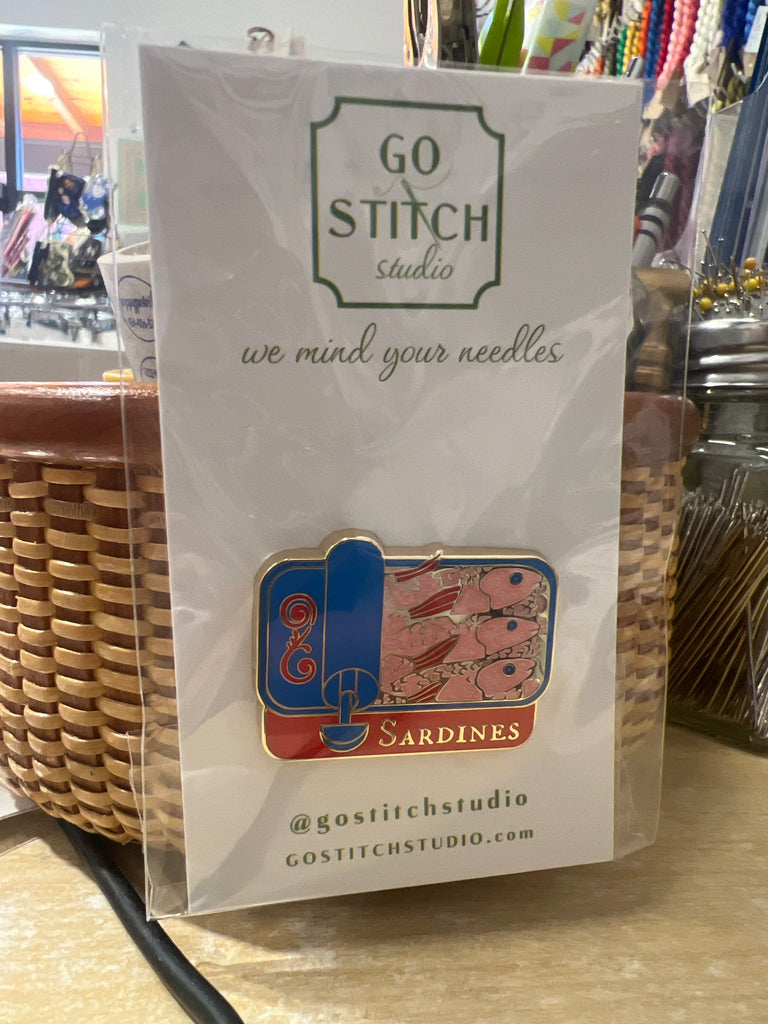 GO
STITCH
studio
we mind your needles
SARDINES
@gostitchstudio
GOSTITCHSTUDIO.com